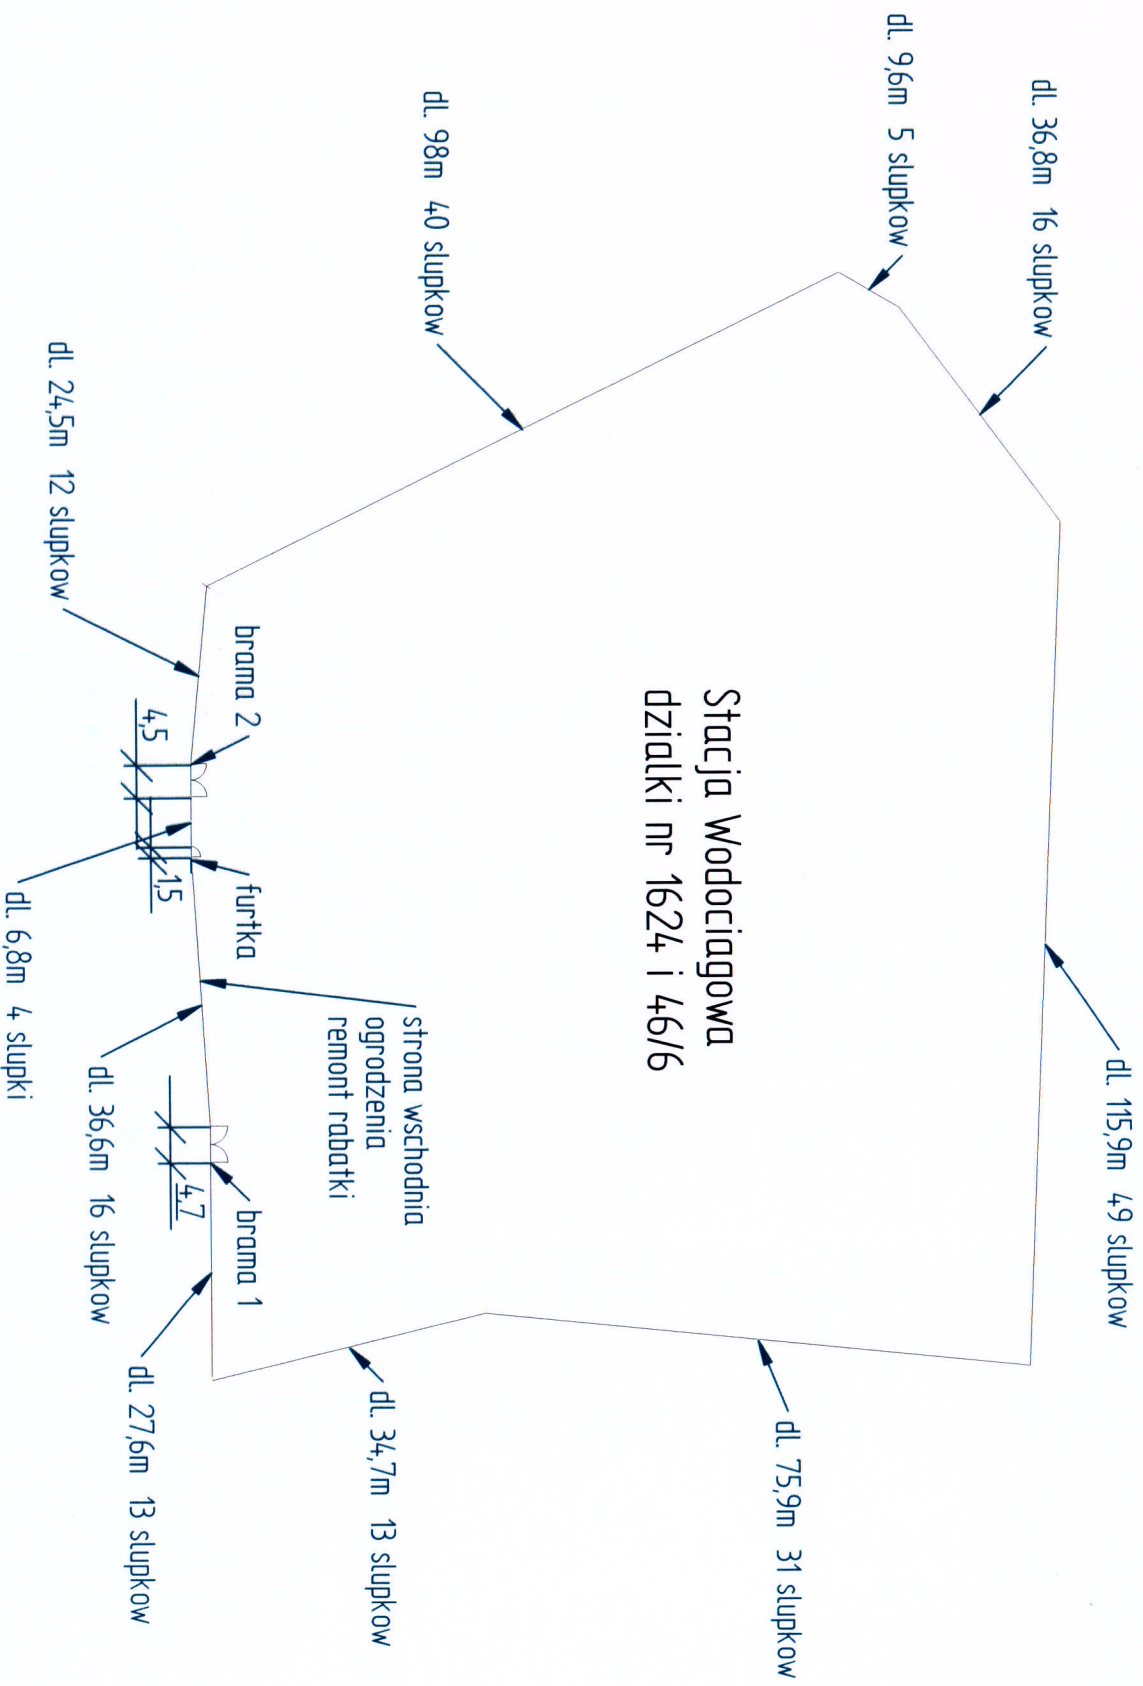 dl. 36,8m 16 slupkow
dl. 9,6m 5 slupkow
dl. 98m 40 slupkow
dl. 24,5m 12 slupkow
dl. 115,9m 49 slupkow
Stacja Wodociagowa
dzialki nr 1624 i 46/6
brama 2
4,5
furtka
1,5
dl. 6,8m 4 slupki
strona wschodnia
ogrodzenia
remont rabatki
dl. 36,6m 16 slupkow
4,7
brama 1
dl. 27,6m 13 slupkow
dl. 34,7m 13 slupkow
dl. 75,9m 31 slupkow